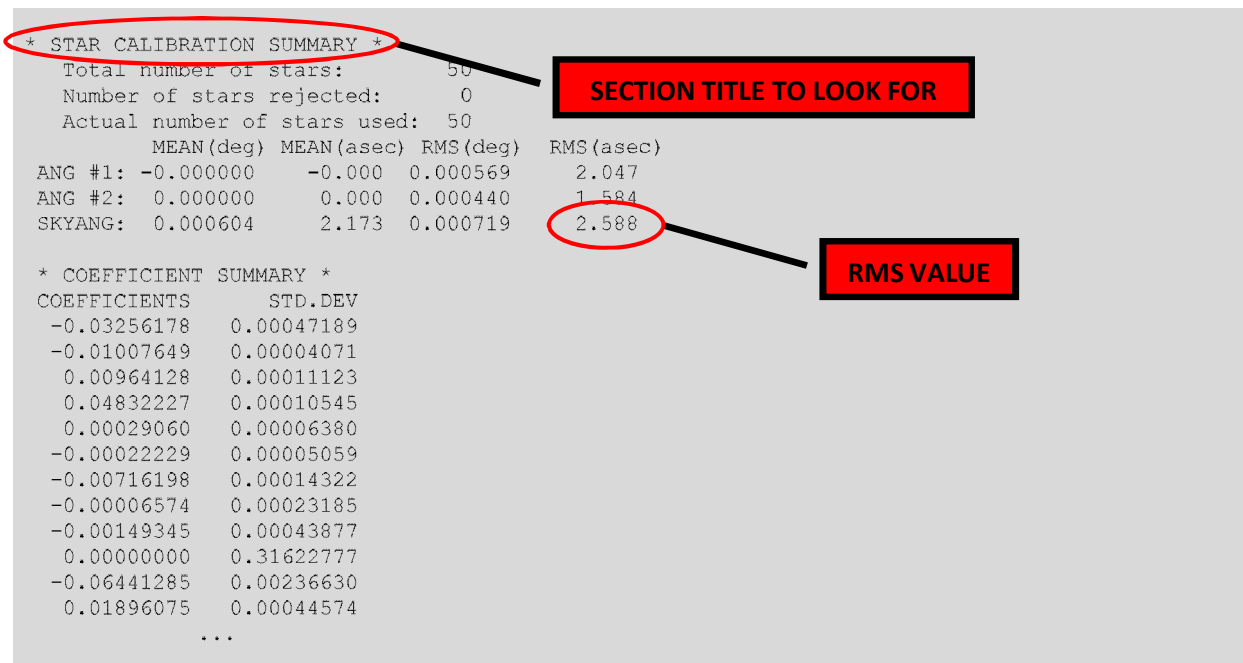 * STAR CALIBRATION SUMMARY *
Total number of stars: 50
Number of stars rejected: 0
Actual number of stars used: 50
MEAN(deg) MEAN(asec) RMS(deg) RMS(asec)
ANG #1: -0.000000 -0.000 0.000569 2.047
ANG #2: 0.000000 0.000 0.000440 1.584
SKYANG: 0.000604 2.173 0.000719 2.588
SECTION TITLE TO LOOK FOR
RMS VALUE
* COEFFICIENT SUMMARY *
COEFFICIENTS STD.DEV
-0.03256178 0.00047189
-0.01007649 0.00004071
0.00964128 0.00011123
0.04832227 0.00010545
0.00029060 0.00006380
-0.00022229 0.00005059
-0.00716198 0.00014322
-0.00006574 0.00023185
-0.00149345 0.00043877
0.00000000 0.31622777
-0.06441285 0.00236630
0.01896075 0.00044574
...